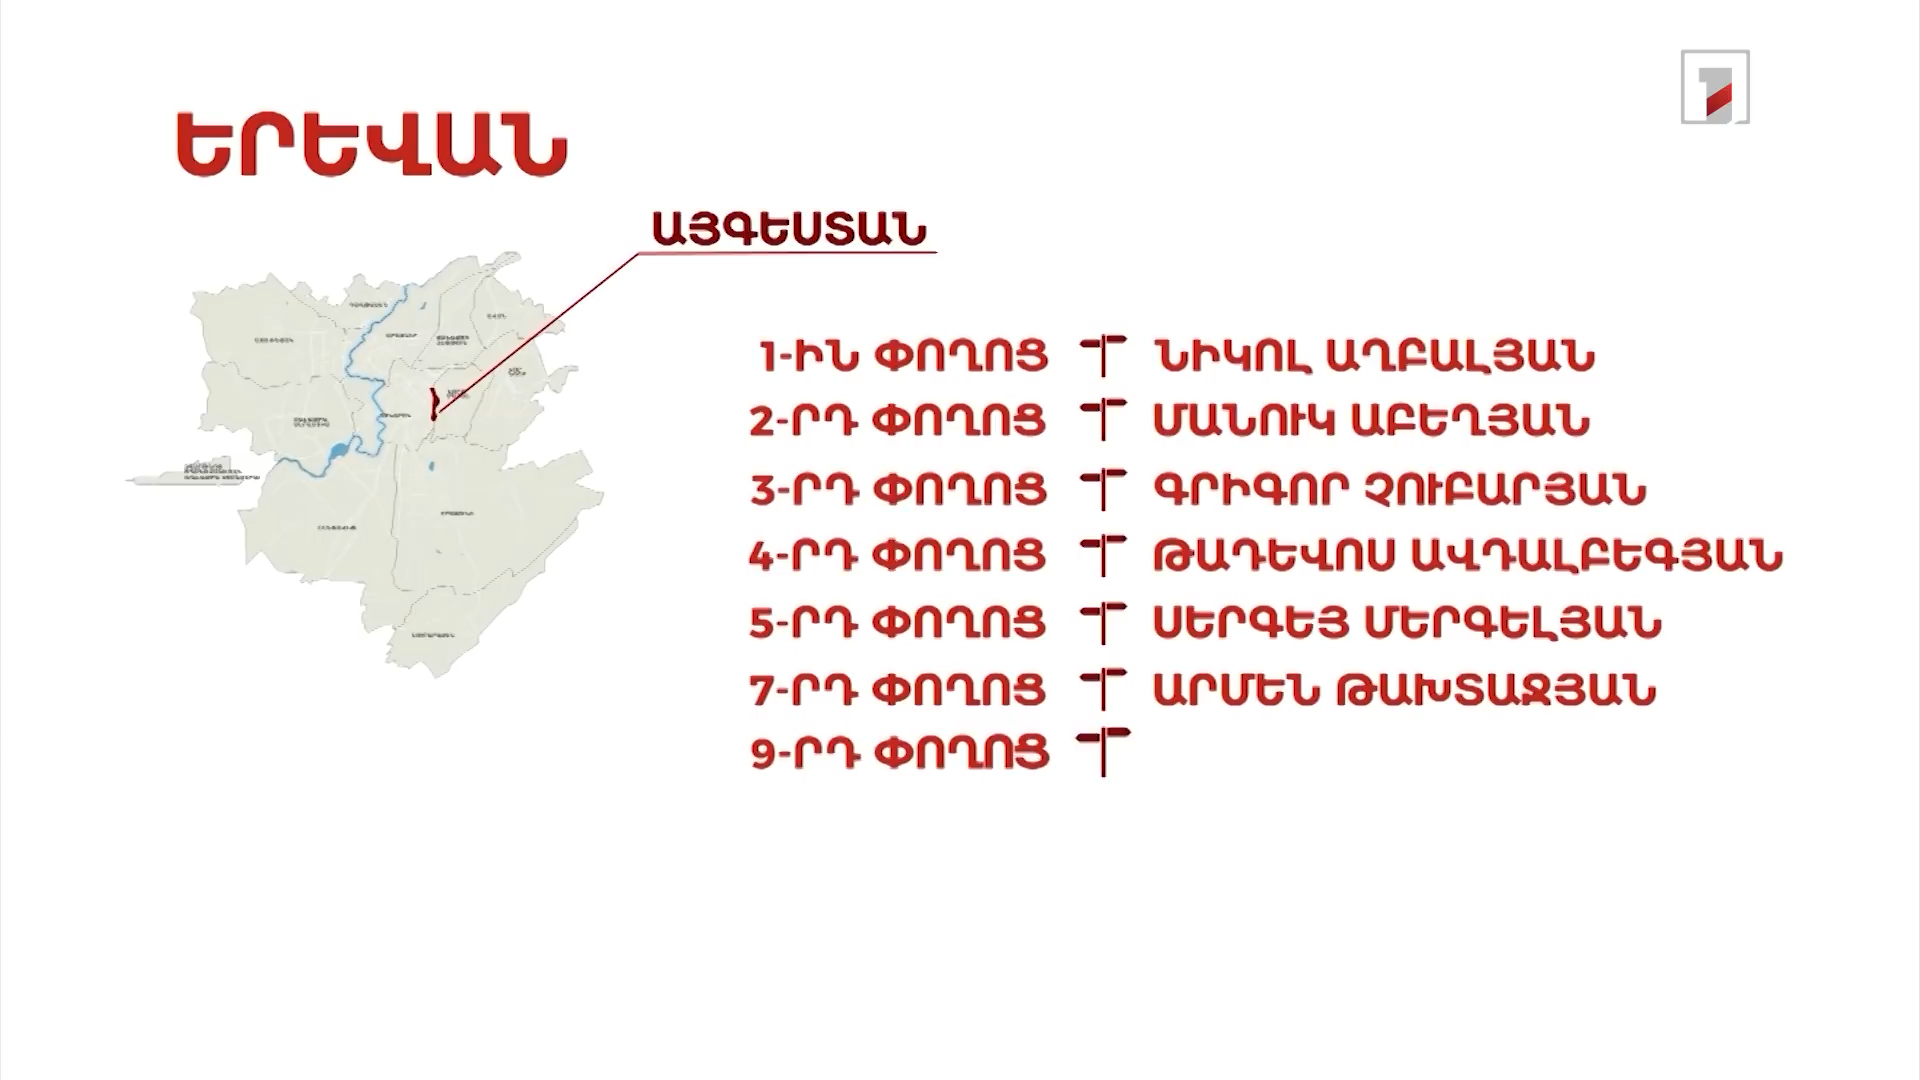 ԵՐԵՎԱՆ
ԱՅԳԵՍՏԱՆ
1-ԻՆ ՓՈՂՈՑ ՆԻԿՈԼ ԱՂԲԱԼՅԱՆ
2-ՐԴ ՓՈՂՈՑ ՄԱՆՈՒԿ ԱԲԵՂՅԱՆ
3-ՐԴ ՓՈՂՈՑ ԳՐԻԳՈՐ ՉՈՒԲԱՐՅԱՆ
4-ՐԴ ՓՈՂՈՑ ԹԱԴԵՎՈՍ ԱՎԴԱԼԲԵԳՅԱՆ
5-ՐԴ ՓՈՂՈՑ ՍԵՐԳԵՅ ՄԵՐԳԵԼՅԱՆ
7-ՐԴ ՓՈՂՈՑ ԱՐՄԵՆ ԹԱԽՏԱՋՅԱՆ
9-ՐԴ ՓՈՂՈՑ